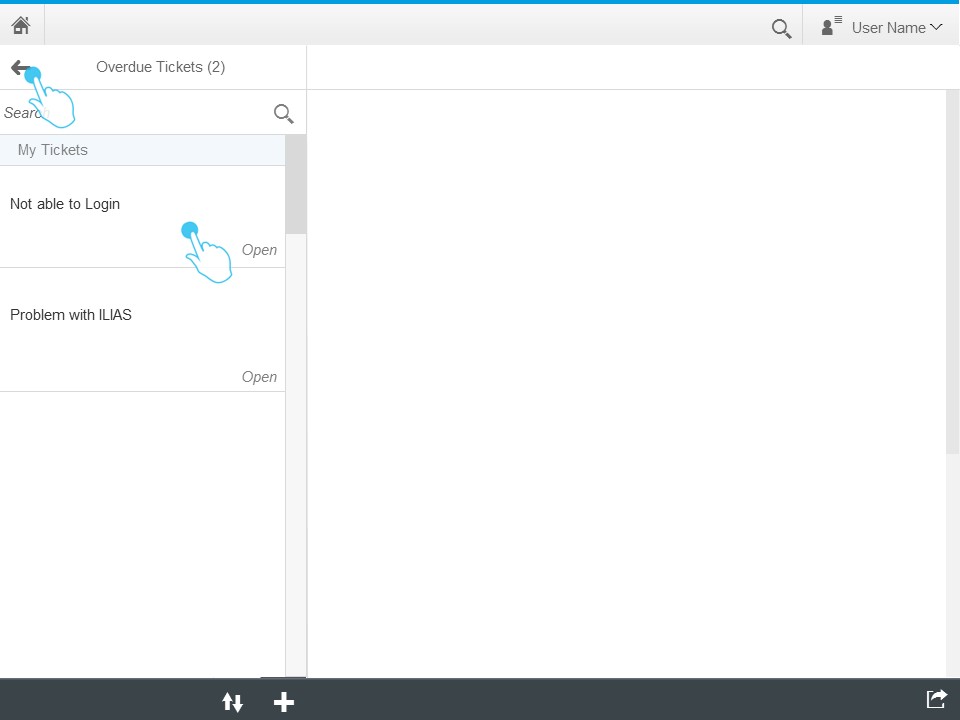 User Name
Overdue Tickets (2)
Search
My Tickets
Not able to Login
Open
Problem with ILIAS
Open